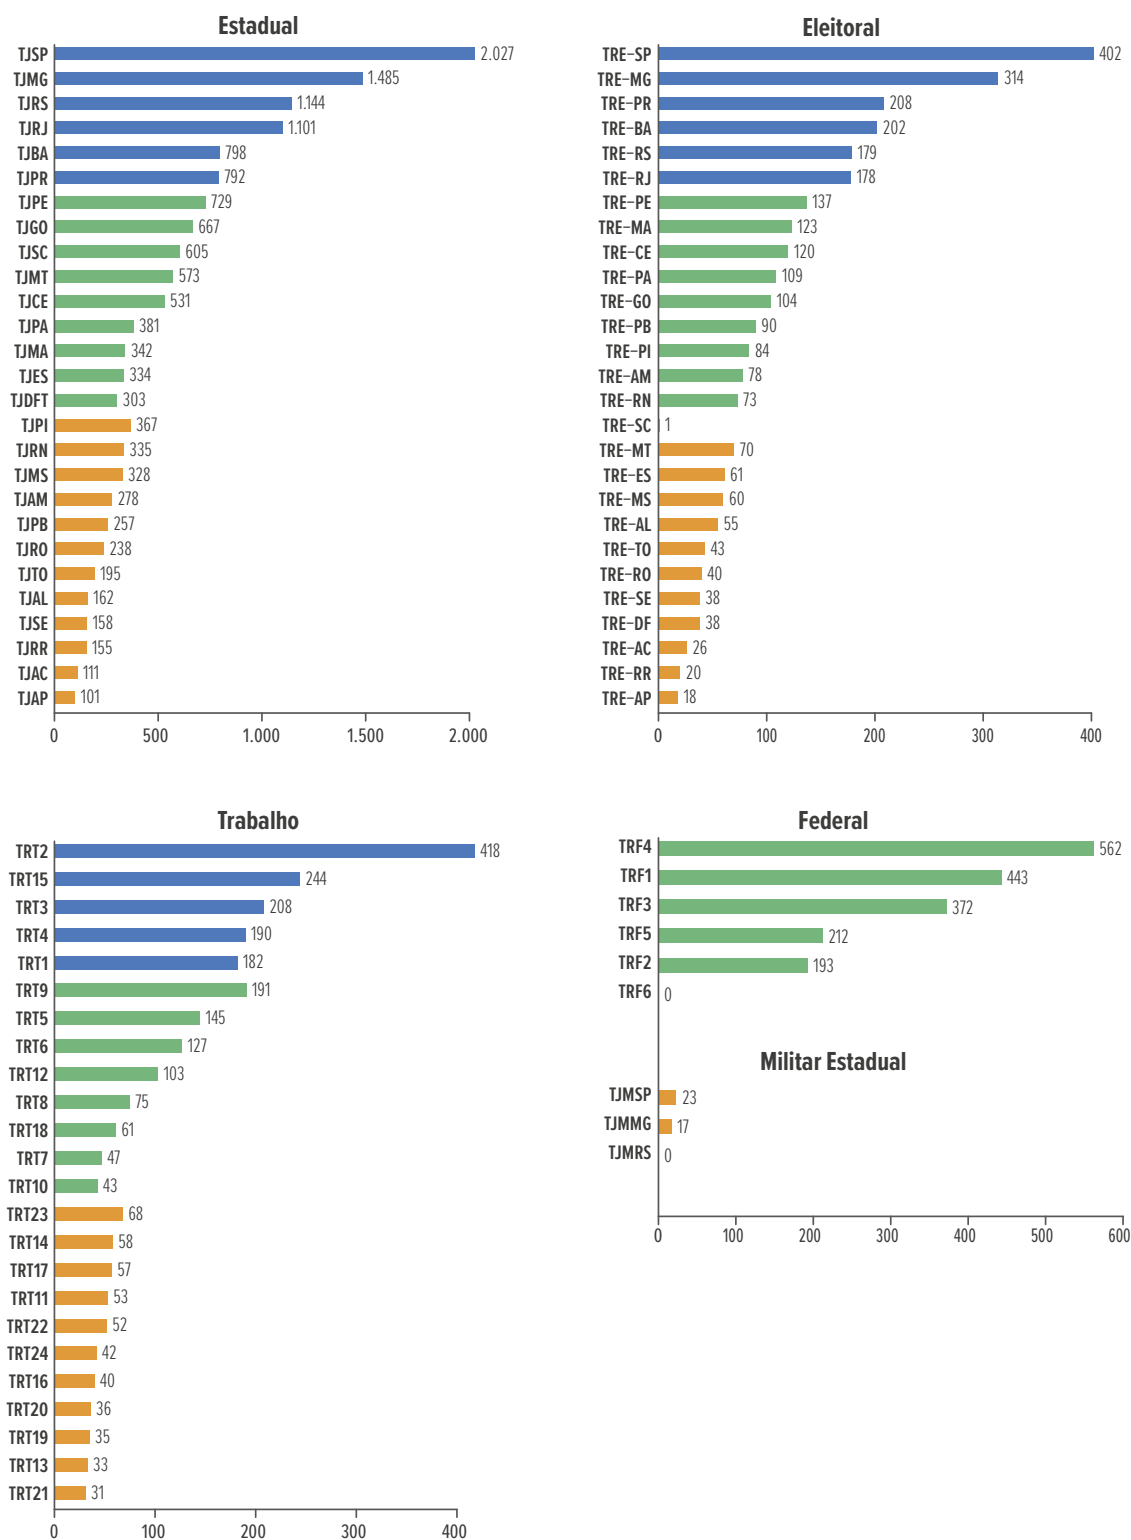 Estadual
TJSP 2.027
TJMG 1.485
TJRS 1.144
TJRJ 1.101
TJBA 798
TJPR 792
TJPE 729
TJGO 667
TJSC 605
TJMT 573
TJCE 531
TJPA 381
TJMA 342
TJES 334
TJDFT 303
TJPI 367
TJRN 335
TJMS 328
TJAM 278
TJPB 257
TJRO 238
TJTO 195
TJAL 162
TJSE 158
TJRR 155
TJAC 111
TJAP 101
0 500 1.000 1.500 2.000
Eleitoral
TRE-SP 402
TRE-MG 314
TRE-PR 208
TRE-BA 202
TRE-RS 179
TRE-RJ 178
TRE-PE 137
TRE-MA 123
TRE-CE 120
TRE-PA 109
TRE-GO 104
TRE-PB 90
TRE-PI 84
TRE-AM 78
TRE-RN 73
TRE-SC 1
TRE-MT 70
TRE-ES 61
TRE-MS 60
TRE-AL 55
TRE-TO 43
TRE-RO 40
TRE-SE 38
TRE-DF 38
TRE-AC 26
TRE-RR 20
TRE-AP 18
0 100 200 300 400
Trabalho
TRT2 418
TRT15 244
TRT3 208
TRT4 190
TRT1 182
TRT9 191
TRT5 145
TRT6 127
TRT12 103
TRT8 75
TRT18 61
TRT7 47
TRT10 43
TRT23 68
TRT14 58
TRT17 57
TRT11 53
TRT22 52
TRT24 42
TRT16 40
TRT20 36
TRT19 35
TRT13 33
TRT21 31
0 100 200 300 400
Federal
TRF4 562
TRF1 443
TRF3 372
TRF5 212
TRF2 193
TRF6 0
Militar Estadual
TJMSP 23
TJMMG 17
TJMRS 0
0 100 200 300 400 500 600